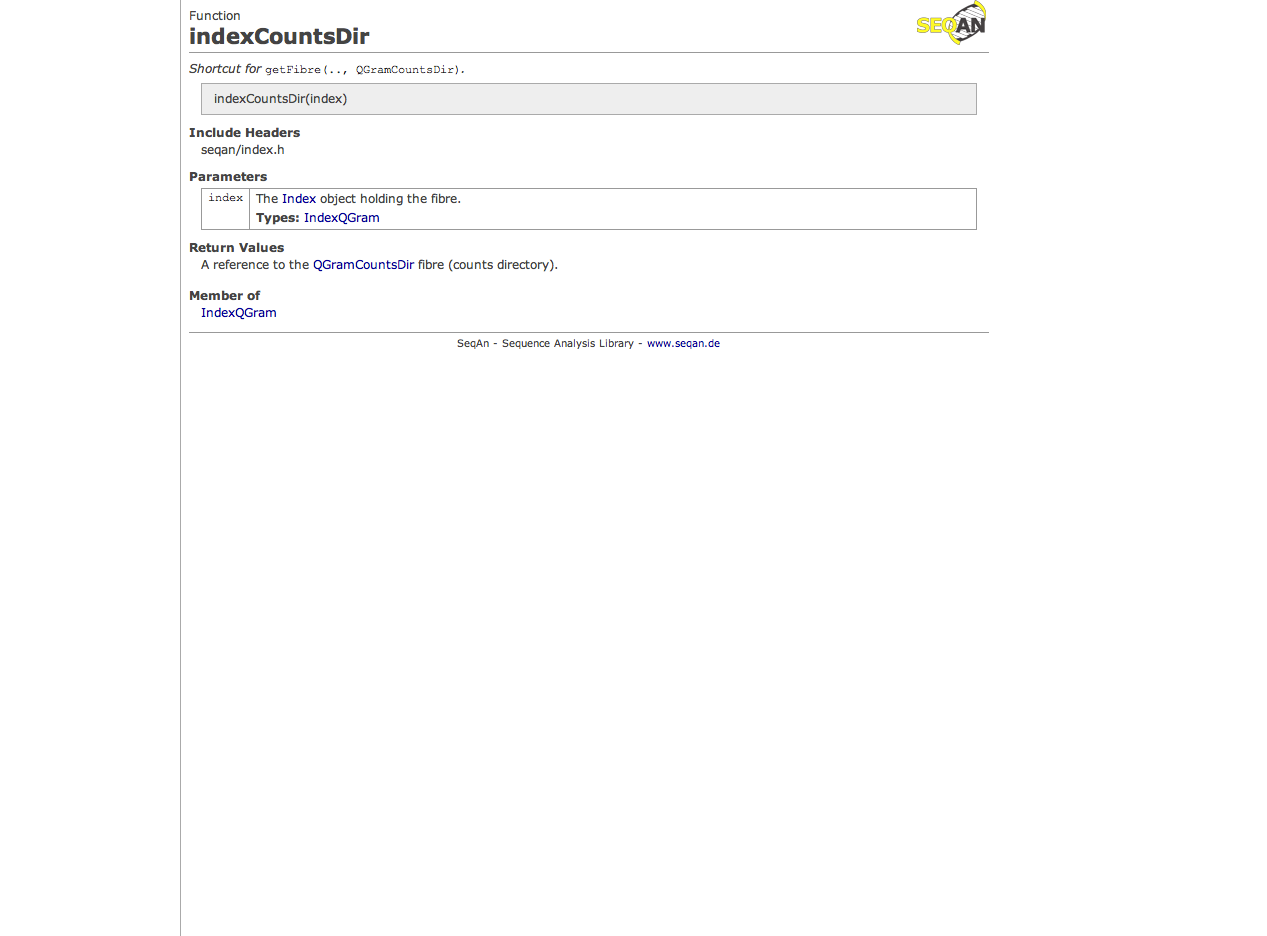 Function
SEQAN
indexCountsDir
Shortcut for getFibre(.., QGramCountsDir).
indexCountsDir(index)
Include Headers
seqan/index.h
Parameters
index The Index object holding the fibre.
Types: IndexQGram
Return Values
A reference to the QGramCountsDir fibre (counts directory).
Member of
IndexQGram
SeqAn - Sequence Analysis Library - www.seqan.de